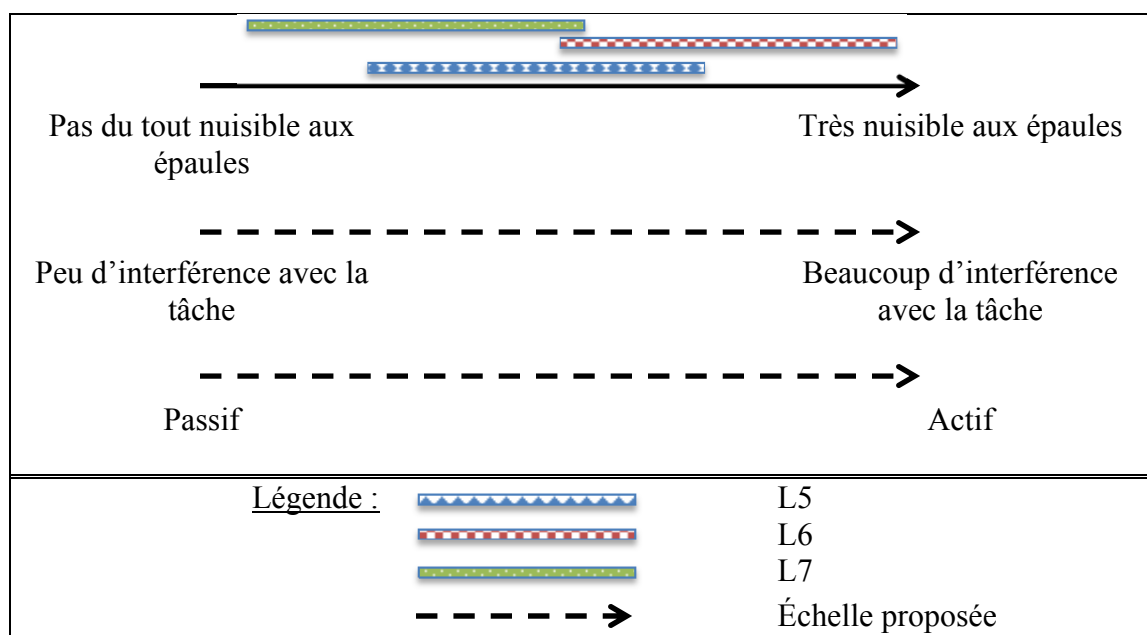 Pas du tout nuisible aux
épaules
Très nuisible aux épaules
Peu d'interférence avec la
tâche
Beaucoup d'interférence
avec la tâche
Passif
Actif
Légende :
L5
L6
L7
Échelle proposée